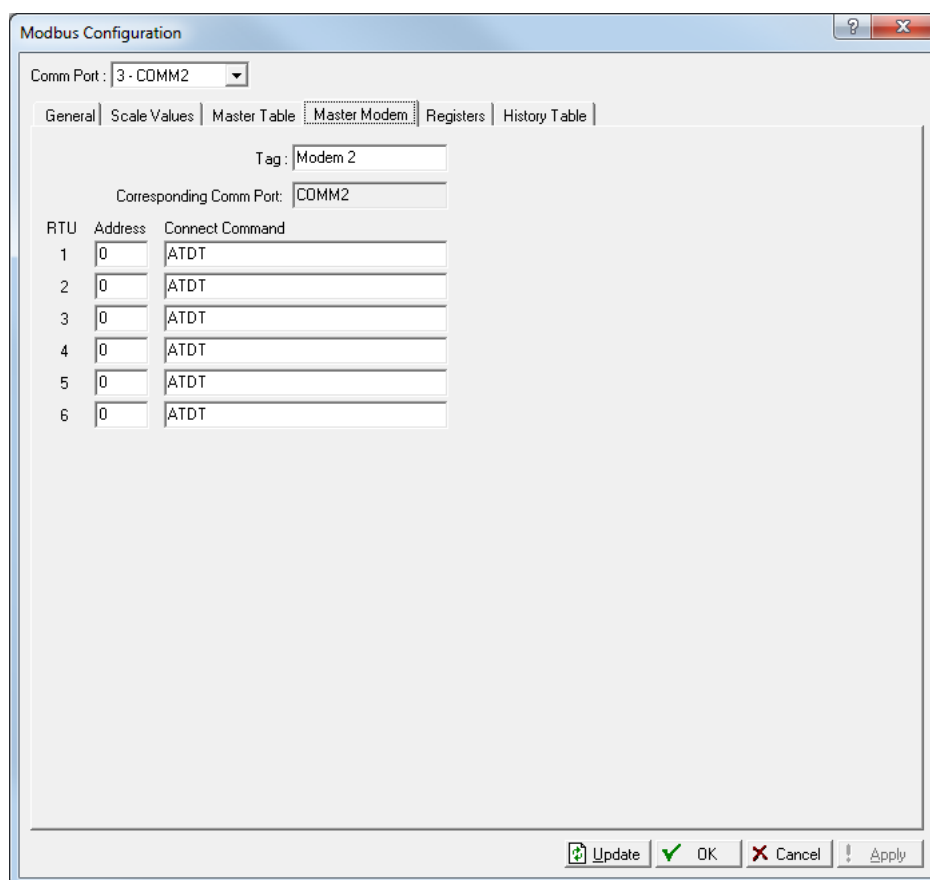 Modbus Configuration
Comm Port : 3 - COMM2
General Scale Values Master Table Master Modem Registers History Table
Tag : Modem 2
Corresponding Comm Port: COMM2
RTU Address Connect Command
1 0 ATDT
2 0 ATDT
3 0 ATDT
4 0 ATDT
5 0 ATDT
6 0 ATDT
Update OK Cancel ! Apply